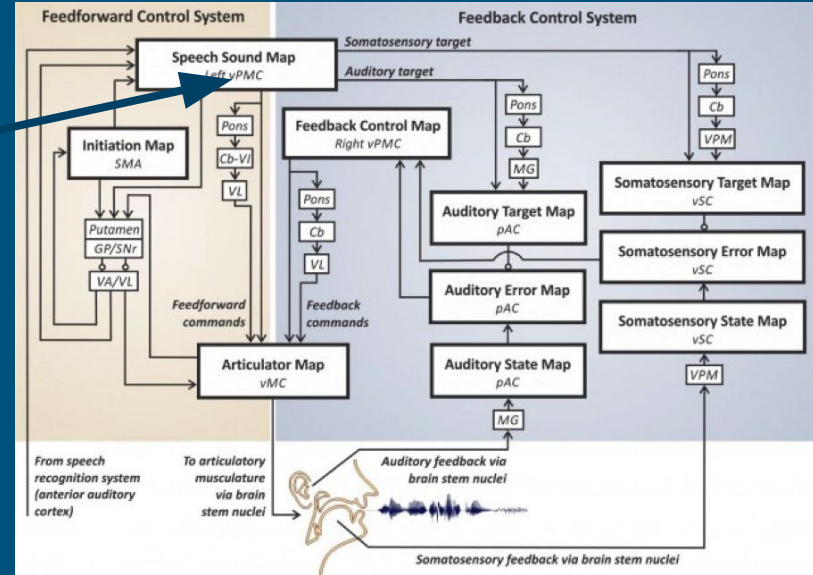 Feedforward Control System
Feedback Control System
Speech Sound Map
Left vPMC
Somatosensory target
Auditory target
Initiation Map
SMA
Pons
Cb-VI
VL
Feedback Control Map
Right vPMC
Pons
Cb
MG
Pons
Cb
VPM
Pons
Cb
VL
Putamen
GP/SNr
VA/VL
Auditory Target Map
pAC
Somatosensory Target Map
vSC
Auditory Error Map
pAC
Somatosensory Error Map
vSC
Feedforward
commands
Feedback
commands
Articulator Map
vMC
Auditory State Map
pAC
Somatosensory State Map
vSC
MG
VPM
From speech
recognition system
(anterior auditory
cortex)
To articulatory
musculature
via brain
stem nuclei
Auditory feedback via
brain stem nuclei
Somatosensory feedback via brain stem nuclei